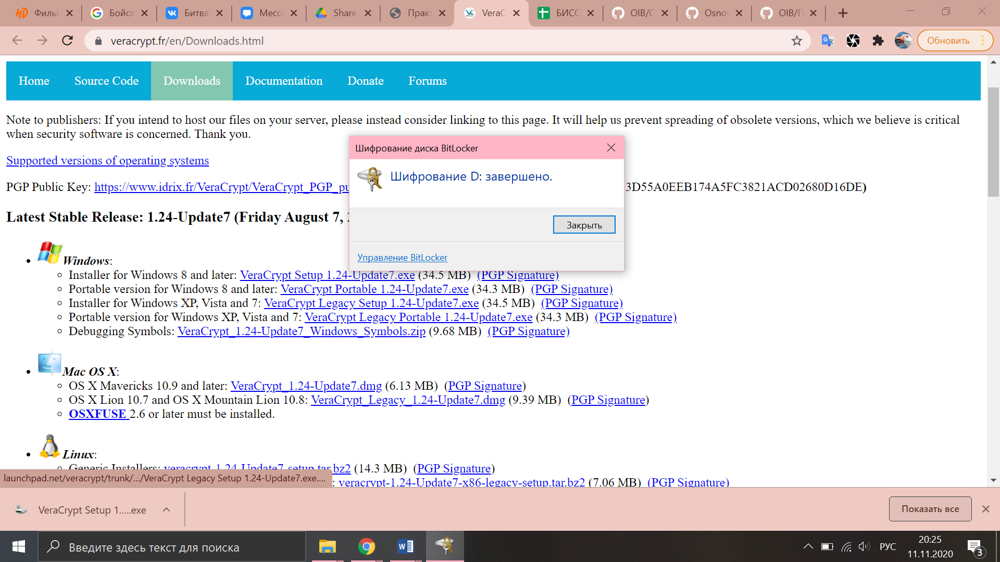 Филь
Бойся
Битва
Мессе
Share
Практ
VeraC
БИСО
OIB/
Osno
OIB/
veracrypt.fr/en/Downloads.html
Обновить
Home Source Code Downloads Documentation Donate Forums
Note to publishers: If you intend to host our files on your server, please instead consider linking to this page. It will help us prevent spreading of obsolete versions, which we believe is critical
when security software is concerned. Thank you.
Шифрование диска BitLocker
Шифрование D: завершено.
Закрыть
Управление BitLocker
Supported versions of operating systems
PGP Public Key: https://www.idrix.fr/VeraCrypt/VeraCrypt_PGP_pu 3D55A0EEB174A5FC3821ACD02680D16DE)
Latest Stable Release: 1.24-Update7 (Friday August 7,
Windows:
Installer for Windows 8 and later: VeraCrypt Setup 1.24-Update7.exe (34.5 MB) (PGP Signature)
Portable version for Windows 8 and later: VeraCrypt Portable 1.24-Update7.exe (34.3 MB) (PGP Signature)
Installer for Windows XP, Vista and 7: VeraCrypt Legacy Setup 1.24-Update7.exe (34.5 MB) (PGP Signature)
Portable version for Windows XP, Vista and 7: VeraCrypt Legacy Portable 1.24-Update7.exe (34.3 MB) (PGP Signature)
Debugging Symbols: VeraCrypt_1.24-Update7_Windows_Symbols.zip (9.68 MB) (PGP Signature)
Mac OS X:
OS X Mavericks 10.9 and later: VeraCrypt_1.24-Update7.dmg (6.13 MB) (PGP Signature)
OS X Lion 10.7 and OS X Mountain Lion 10.8: VeraCrypt_Legacy_1.24-Update7.dmg (9.39 MB) (PGP Signature)
OSXFUSE 2.6 or later must be installed.
Linux:
Generic Installers: veracrypt-1.24-Update7-setup.tar.bz2 (14.3 MB) (PGP Signature)
: veracrypt-1.24-Update7-x86-legacy-setup.tar.bz2 (7.06 MB) (PGP Signature)
launchpad.net/veracrypt/trunk/.../VeraCrypt Legacy Setup 1.24-Update7.exe....
VeraCrypt Setup 1.....exe
Показать все
Введите здесь текст для поиска
РУС
20:25
11.11.2020
3